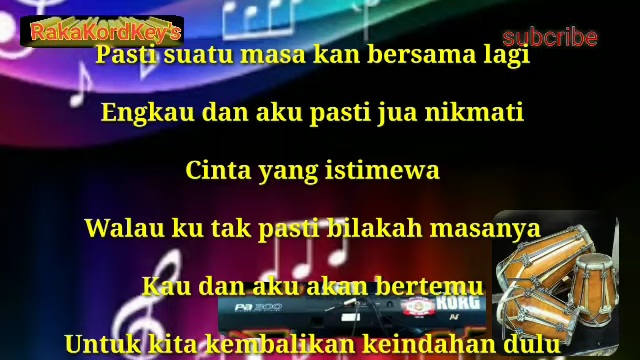 RakaKordKey's
subcribe
Pasti suatu masa kan bersama lagi
Engkau dan aku pasti jua nikmati
Cinta yang istimewa
Walau ku tak pasti bilakah masanya
Kau dan aku akan bertemu
PA300
KORG
Untuk kita kembalikan keindahan dulu